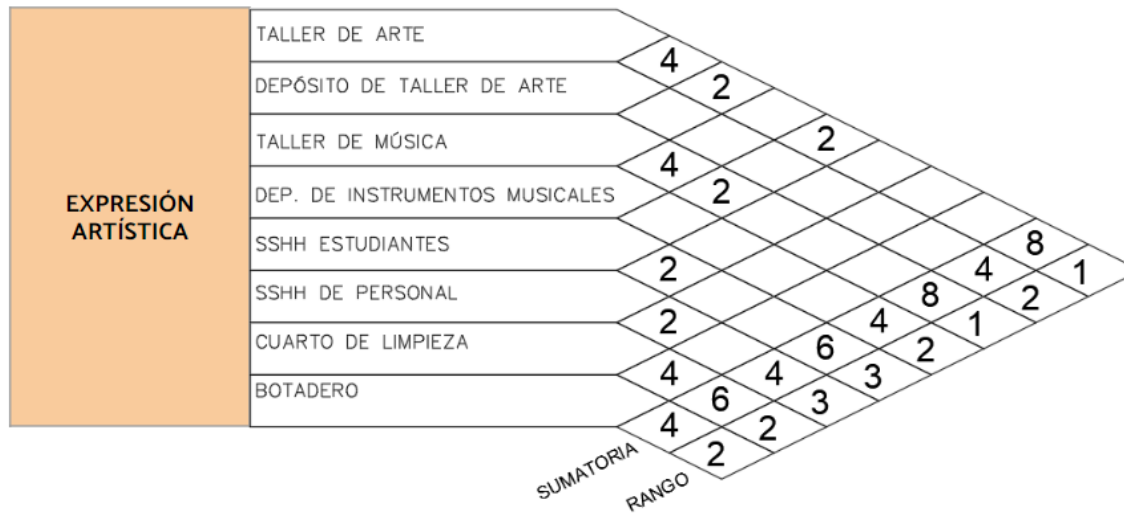 TALLER DE ARTE
DEPÓSITO DE TALLER DE ARTE
TALLER DE MÚSICA
DEP. DE INSTRUMENTOS MUSICALES
SSHH ESTUDIANTES
SSHH DE PERSONAL
CUARTO DE LIMPIEZA
BOTADERO
EXPRESIÓN
ARTÍSTICA
4
2
2
4
2
8
1
2
4
2
8
1
2
4
2
6
3
4
4
3
6
2
4
2
SUMATORIA
RANGO